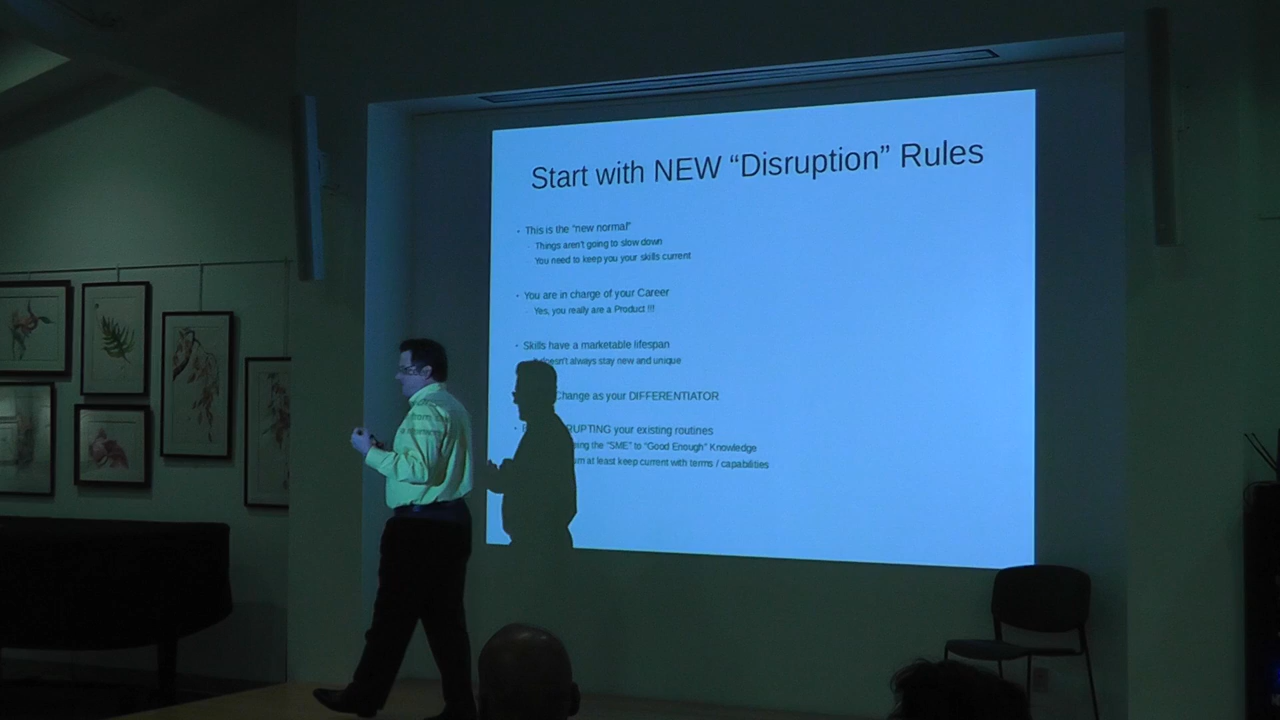 Start with NEW “Disruption” Rules
• This is the “new normal”
- Things aren't going to slow down
You need to keep you your skills current
• You are in charge of your Career
- Yes, you really are a Product !!!
• Skills have a marketable lifespan
doesn't always stay new and unique
Change as your DIFFERENTIATOR
• your existing routines
the “SME” to “Good Enough” Knowledge
at least keep current with terms / capabilities